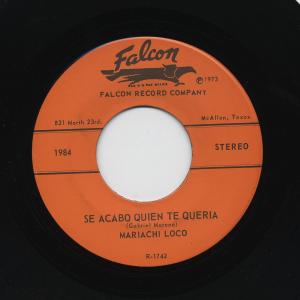 Falcon
©1973
FALCON RECORD COMPANY
821 North 23rd. McAllen, Texas
1984 STEREO
SE ACABO QUIEN TE QUERIA
(Gabriel Moreno)
MARIACHI LOCO
R-1742